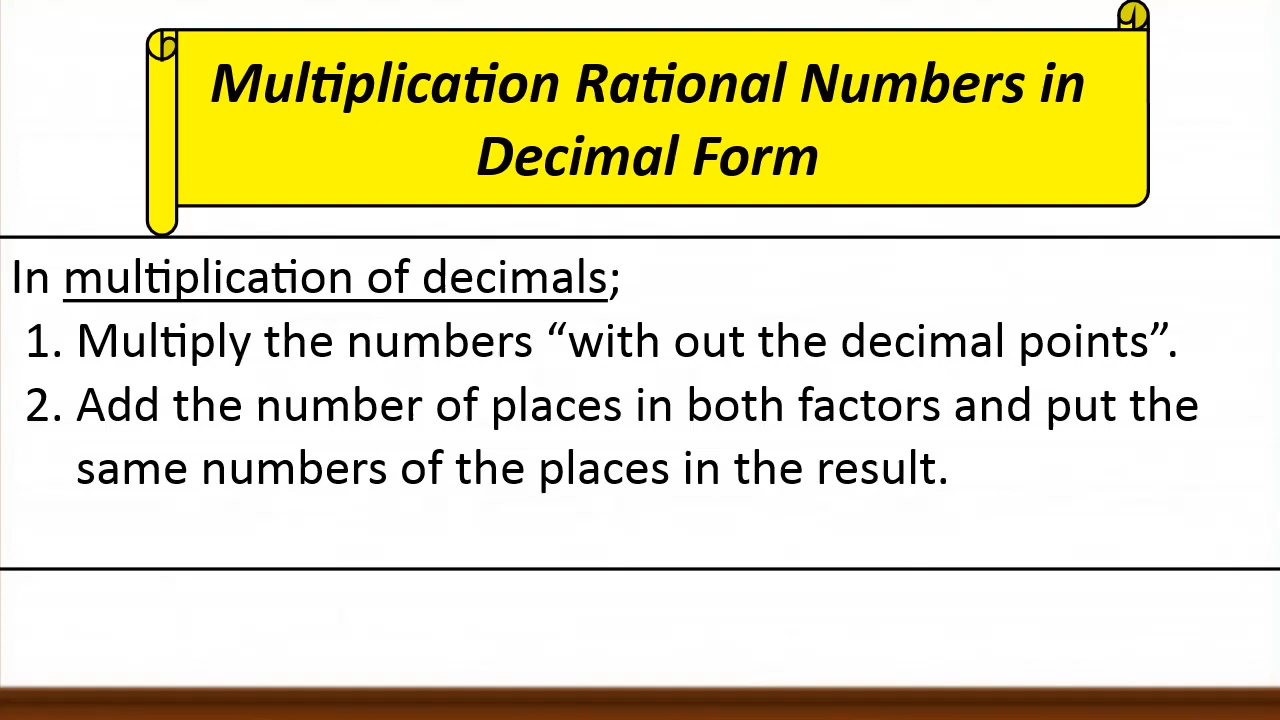 Multiplication Rational Numbers in
Decimal Form
In multiplication of decimals;
1. Multiply the numbers “with out the decimal points”.
2. Add the number of places in both factors and put the
same numbers of the places in the result.